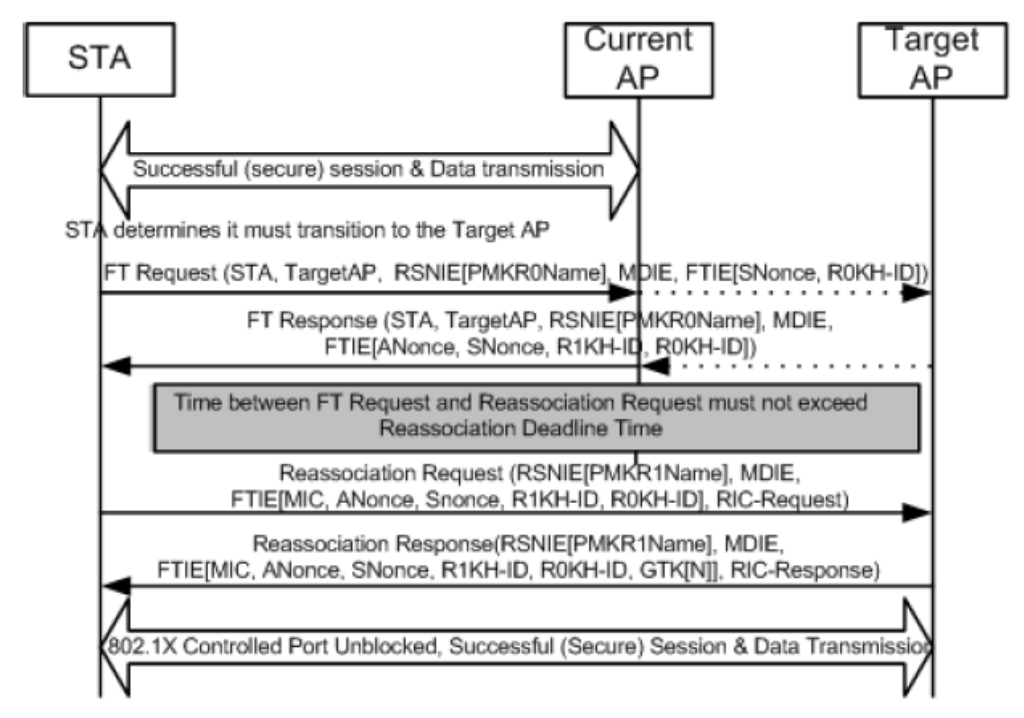 STA
Current
AP
Target
AP
Successful (secure) session & Data transmission
STA determines it must transition to the Target AP
FT Request (STA, TargetAP, RSNIE[PMKR0Name], MDIE, FTIE[SNonce, R0KH-ID])
FT Response (STA, TargetAP, RSNIE[PMKR0Name], MDIE,
FTIE[ANonce, SNonce, R1KH-ID, R0KH-ID])
Time between FT Request and Reassociation Request must not exceed
Reassociation Deadline Time
Reassociation Request (RSNIE[PMKR1Name], MDIE,
FTIE[MIC, ANonce, Snonce, R1KH-ID, R0KH-ID], RIC-Request)
Reassociation Response(RSNIE[PMKR1Name], MDIE,
FTIE[MIC, ANonce, SNonce, R1KH-ID, R0KH-ID, GTK[N]], RIC-Response)
802.1X Controlled Port Unblocked, Successful (Secure) Session & Data Transmission